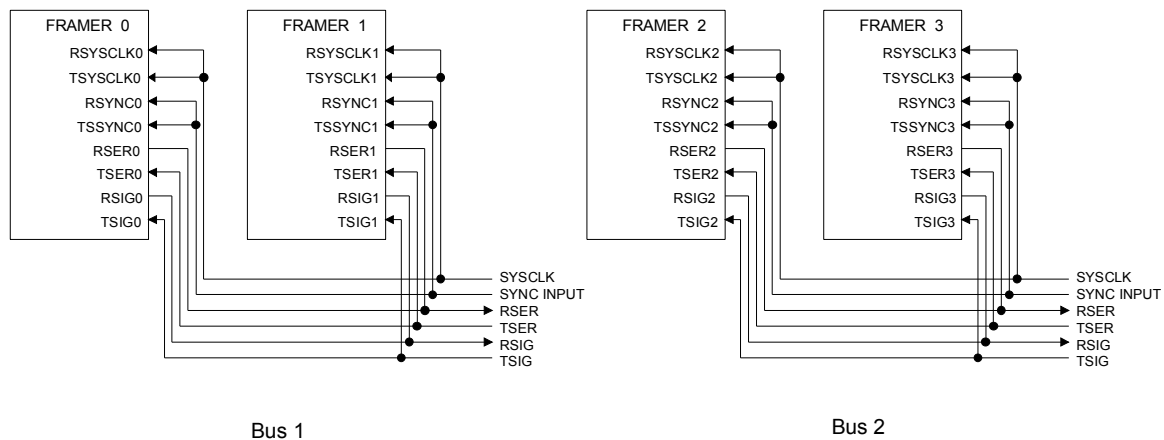 FRAMER 0
RSYSCLK0
TSYSCLK0
RSYNC0
TSSYNC0
RSER0
TSER0
RSIG0
TSIG0
FRAMER 1
RSYSCLK1
TSYSCLK1
RSYNC1
TSSYNC1
RSER1
TSER1
RSIG1
TSIG1
SYSCLK
SYNC INPUT
RSER
TSER
RSIG
TSIG
Bus 1
FRAMER 2
RSYSCLK2
TSYSCLK2
RSYNC2
TSSYNC2
RSER2
TSER2
RSIG2
TSIG2
FRAMER 3
RSYSCLK3
TSYSCLK3
RSYNC3
TSSYNC3
RSER3
TSER3
RSIG3
TSIG3
SYSCLK
SYNC INPUT
RSER
TSER
RSIG
TSIG
Bus 2